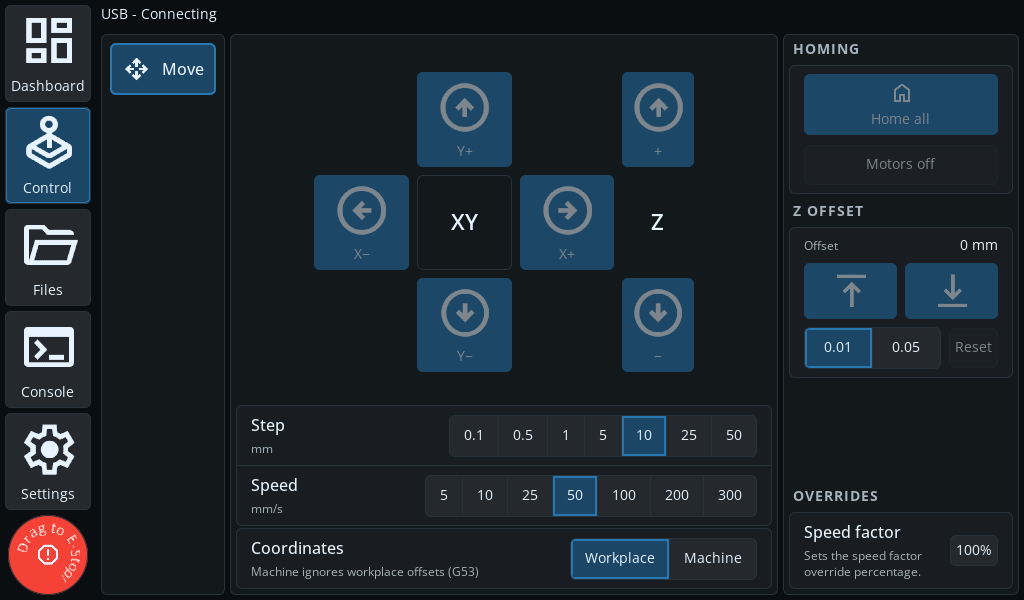 USB - Connecting
Dashboard
Control
Files
Console
Settings
Drag to E-Stop!
Move
Y+
X−
XY
X+
Y−
+
Z
−
Step
mm
0.1
0.5
1
5
10
25
50
Speed
mm/s
5
10
25
50
100
200
300
Coordinates
Machine ignores workplace offsets (G53)
Workplace
Machine
HOMING
Home all
Motors off
Z OFFSET
Offset
0 mm
0.01
0.05
Reset
OVERRIDES
Speed factor
Sets the speed factor
override percentage.
100%